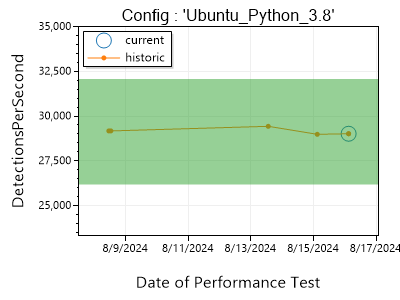 Config : 'Ubuntu_Python_3.8'
current
historic
DetectionsPerSecond
35,000
32,500
30,000
27,500
25,000
8/9/2024
8/11/2024
8/13/2024
8/15/2024
8/17/2024
Date of Performance Test